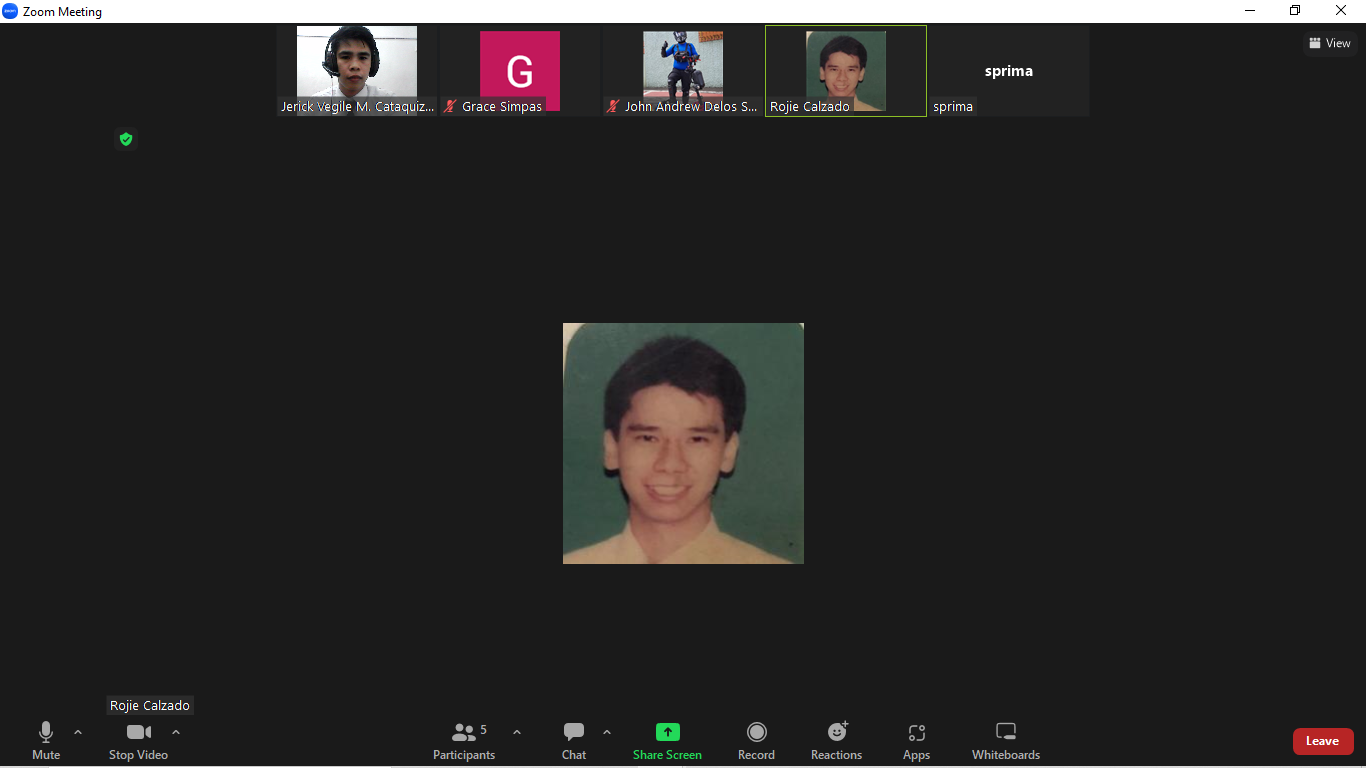 Zoom Meeting
Jerick Vegile M. Cataquiz...
G
Grace Simpas
John Andrew Delos S...
Rojie Calzado
sprima
sprima
View
Rojie Calzado
Mute
Stop Video
5
Participants
Chat
Share Screen
Record
Reactions
Apps
Whiteboards
Leave